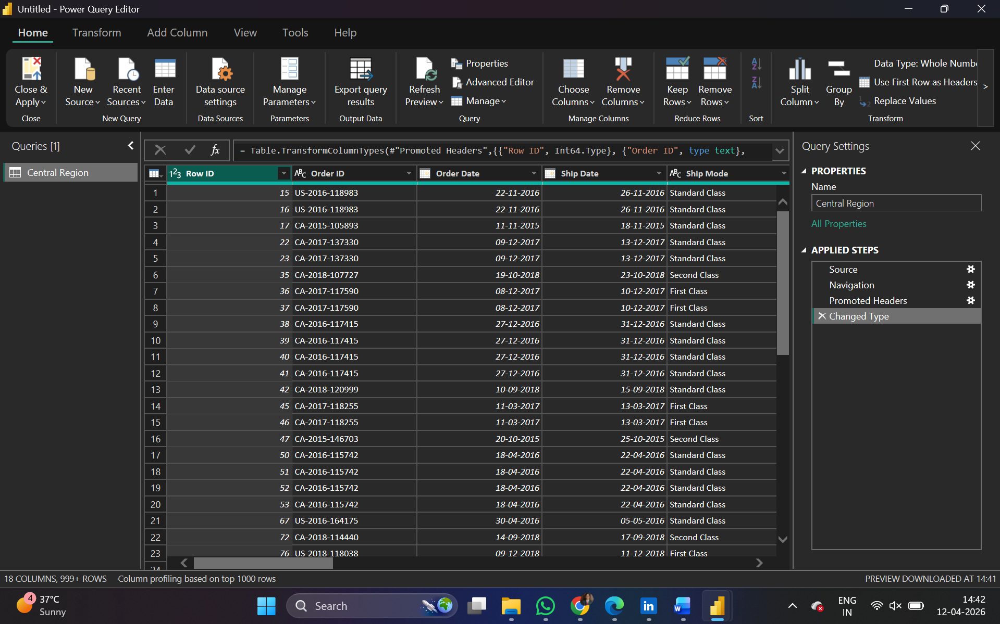 Untitled - Power Query Editor
Home Transform Add Column View Tools Help
Close & Apply
Close
New Source
Recent Sources
Enter Data
New Query
Data source settings
Data Sources
Manage Parameters
Parameters
Export query results
Output Data
Refresh Preview
Properties
Advanced Editor
Manage
Query
Choose Columns
Remove Columns
Manage Columns
Keep Rows
Remove Rows
Reduce Rows
Sort
Split Column
Group By
Data Type: Whole Numbe
Use First Row as Headers
Replace Values
Transform
Queries [1]
Central Region
fx
= Table.TransformColumnTypes(#"Promoted Headers",{{"Row ID", Int64.Type}, {"Order ID", type text},
123 Row ID ABC Order ID Order Date Ship Date ABC Ship Mode
1 15 US-2016-118983 22-11-2016 26-11-2016 Standard Class
2 16 US-2016-118983 22-11-2016 26-11-2016 Standard Class
3 17 CA-2015-105893 11-11-2015 18-11-2015 Standard Class
4 22 CA-2017-137330 09-12-2017 13-12-2017 Standard Class
5 23 CA-2017-137330 09-12-2017 13-12-2017 Standard Class
6 35 CA-2018-107727 19-10-2018 23-10-2018 Second Class
7 36 CA-2017-117590 08-12-2017 10-12-2017 First Class
8 37 CA-2017-117590 08-12-2017 10-12-2017 First Class
9 38 CA-2016-117415 27-12-2016 31-12-2016 Standard Class
10 39 CA-2016-117415 27-12-2016 31-12-2016 Standard Class
11 40 CA-2016-117415 27-12-2016 31-12-2016 Standard Class
12 41 CA-2016-117415 27-12-2016 31-12-2016 Standard Class
13 42 CA-2018-120999 10-09-2018 15-09-2018 Standard Class
14 45 CA-2017-118255 11-03-2017 13-03-2017 First Class
15 46 CA-2017-118255 11-03-2017 13-03-2017 First Class
16 47 CA-2015-146703 20-10-2015 25-10-2015 Second Class
17 50 CA-2016-115742 18-04-2016 22-04-2016 Standard Class
18 51 CA-2016-115742 18-04-2016 22-04-2016 Standard Class
19 52 CA-2016-115742 18-04-2016 22-04-2016 Standard Class
20 53 CA-2016-115742 18-04-2016 22-04-2016 Standard Class
21 67 US-2016-164175 30-04-2016 05-05-2016 Standard Class
22 72 CA-2018-114440 14-09-2018 17-09-2018 Second Class
23 76 US-2018-118038 09-12-2018 11-12-2018 First Class
24
Query Settings
PROPERTIES
Name
Central Region
All Properties
APPLIED STEPS
Source
Navigation
Promoted Headers
Changed Type
18 COLUMNS, 999+ ROWS Column profiling based on top 1000 rows
PREVIEW DOWNLOADED AT 14:41
4
37°C
Sunny
Search
in
W
ENG
IN
14:42
12-04-2026